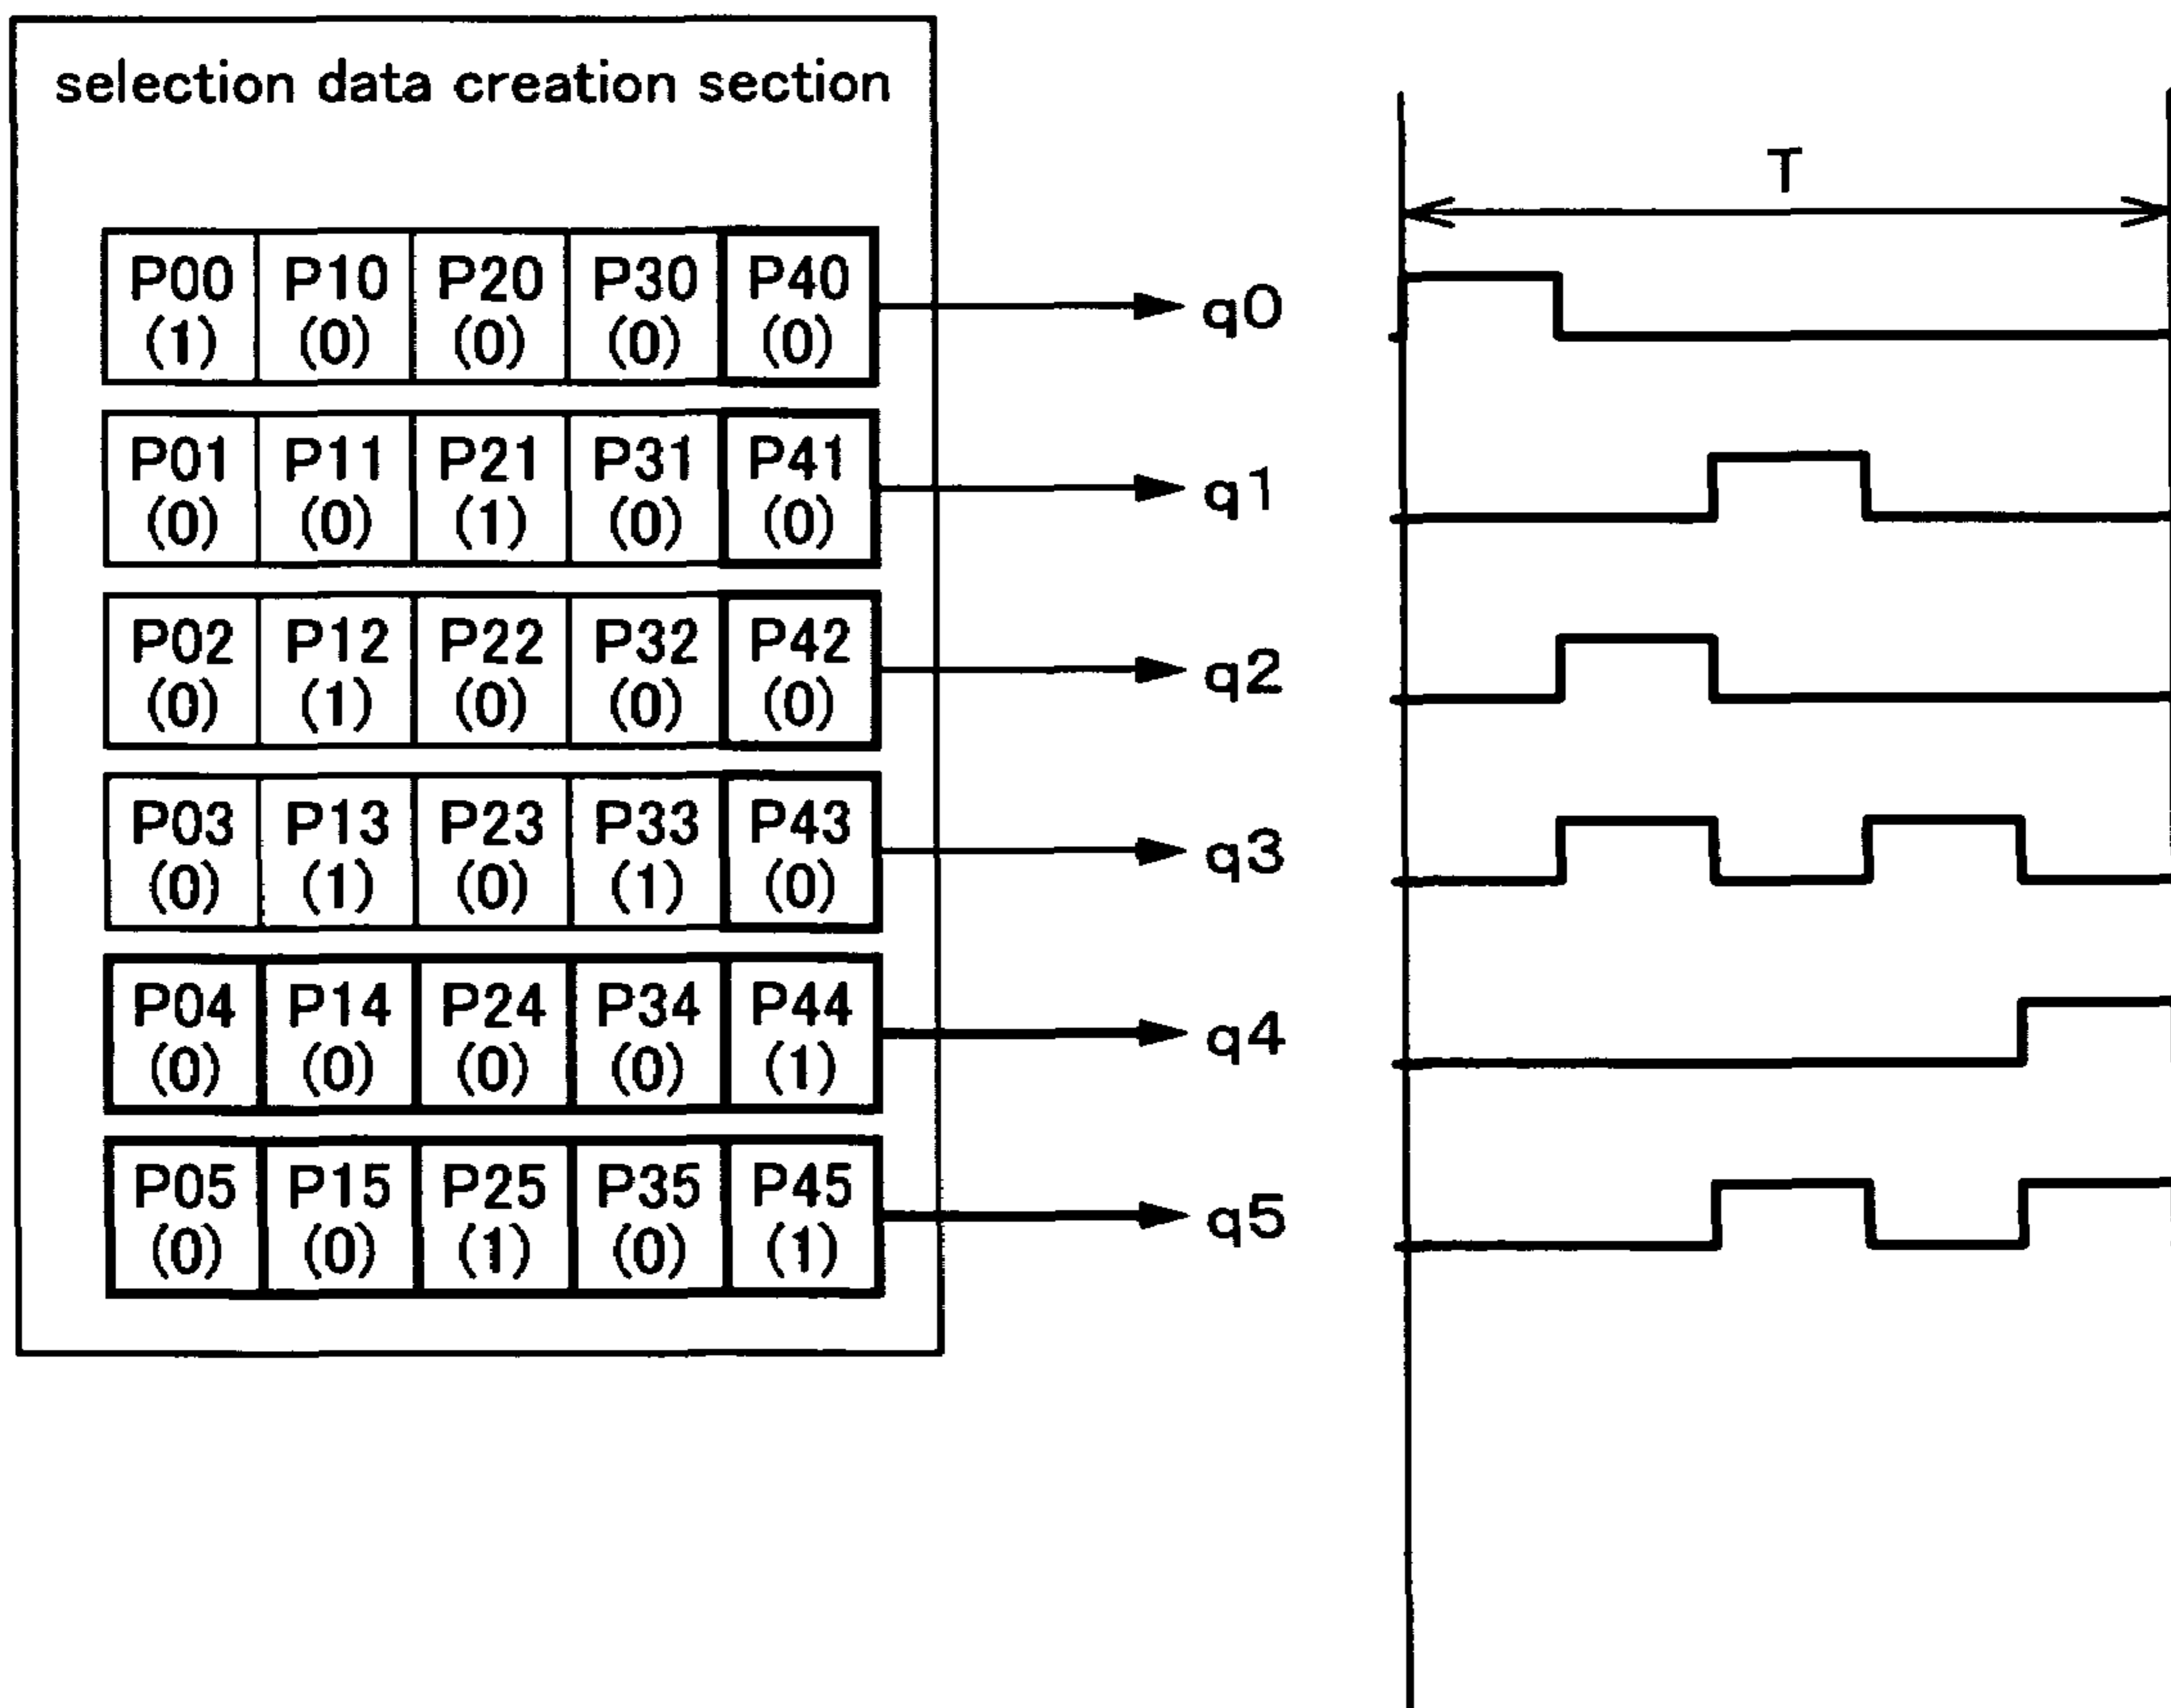 selection data creation section
T
P00 P10 P20 P30 P40
(1) (0) (0) (0) (0)
q0
P01 P11 P21 P31 P41
(0) (0) (1) (0) (0)
q1
P02 P12 P22 P32 P42
(0) (1) (0) (0) (0)
q2
P03 P13 P23 P33 P43
(0) (1) (0) (1) (0)
q3
P04 P14 P24 P34 P44
(0) (0) (0) (0) (1)
q4
P05 P15 P25 P35 P45
(0) (0) (1) (0) (1)
q5